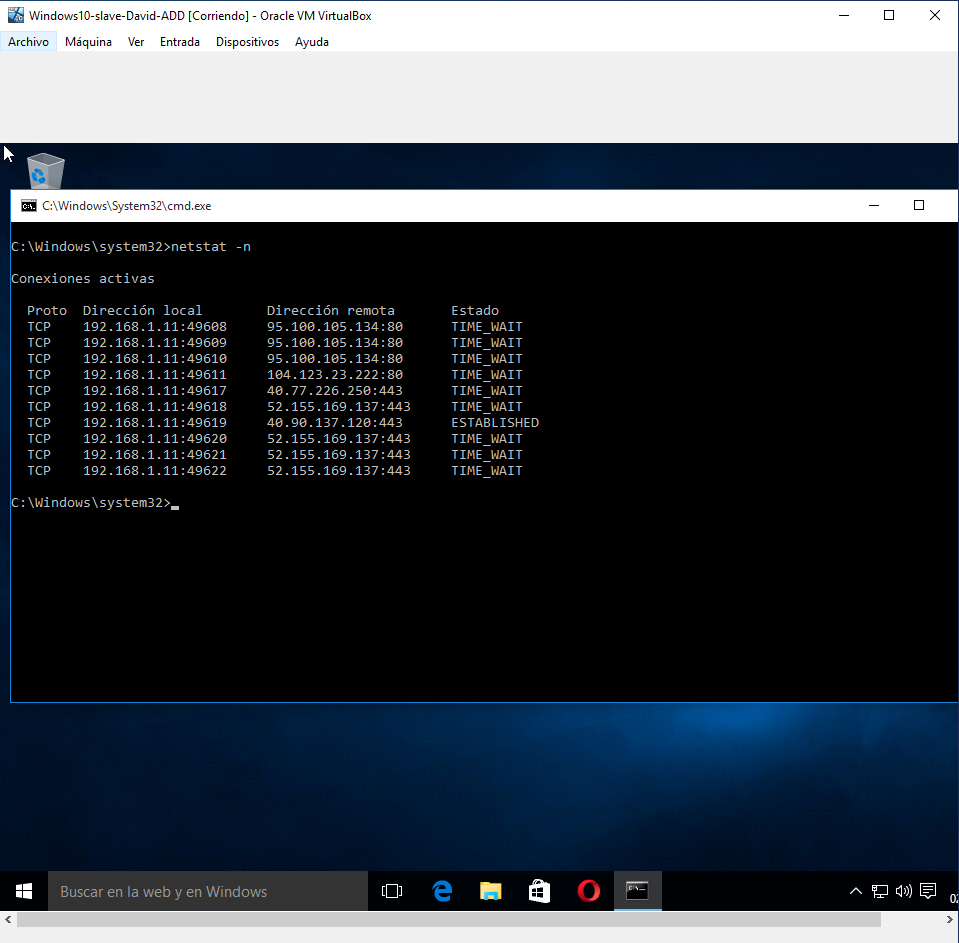 Windows10-slave-David-ADD [Corriendo] - Oracle VM VirtualBox
Archivo Máquina Ver Entrada Dispositivos Ayuda
C:\Windows\System32\cmd.exe
C:\Windows\system32>netstat -n
Conexiones activas
Proto Dirección local Dirección remota Estado
TCP 192.168.1.11:49608 95.100.105.134:80 TIME_WAIT
TCP 192.168.1.11:49609 95.100.105.134:80 TIME_WAIT
TCP 192.168.1.11:49610 95.100.105.134:80 TIME_WAIT
TCP 192.168.1.11:49611 104.123.23.222:80 TIME_WAIT
TCP 192.168.1.11:49617 40.77.226.250:443 TIME_WAIT
TCP 192.168.1.11:49618 52.155.169.137:443 TIME_WAIT
TCP 192.168.1.11:49619 40.90.137.120:443 ESTABLISHED
TCP 192.168.1.11:49620 52.155.169.137:443 TIME_WAIT
TCP 192.168.1.11:49621 52.155.169.137:443 TIME_WAIT
TCP 192.168.1.11:49622 52.155.169.137:443 TIME_WAIT
C:\Windows\system32>
Buscar en la web y en Windows